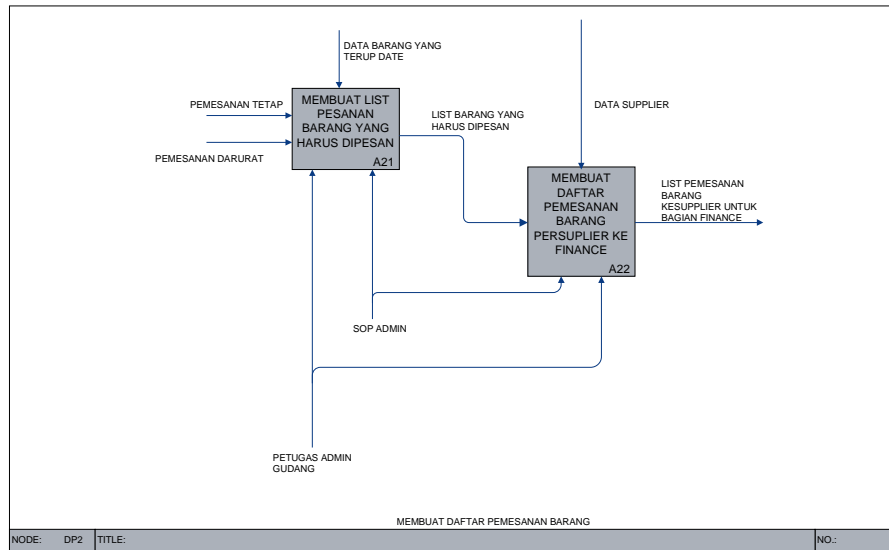 DATA BARANG YANG
TERUP DATE
PEMESANAN TETAP
PEMESANAN DARURAT
MEMBUAT LIST
PESANAN
BARANG YANG
HARUS DIPESAN
A21
LIST BARANG YANG
HARUS DIPESAN
DATA SUPPLIER
MEMBUAT
DAFTAR
PEMESANAN
BARANG
PERSUPLIER KE
FINANCE
A22
LIST PEMESANAN
BARANG
KESUPPLIER UNTUK
BAGIAN FINANCE
SOP ADMIN
PETUGAS ADMIN
GUDANG
MEMBUAT DAFTAR PEMESANAN BARANG
NODE: DP2 TITLE: NO.: